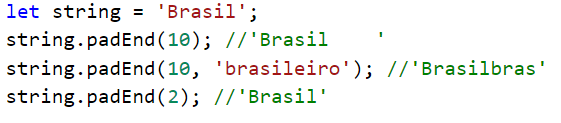 let string = 'Brasil';
string.padEnd(10); //'Brasil    '
string.padEnd(10, 'brasileiro'); //'Brasilbras'
string.padEnd(2); //'Brasil'